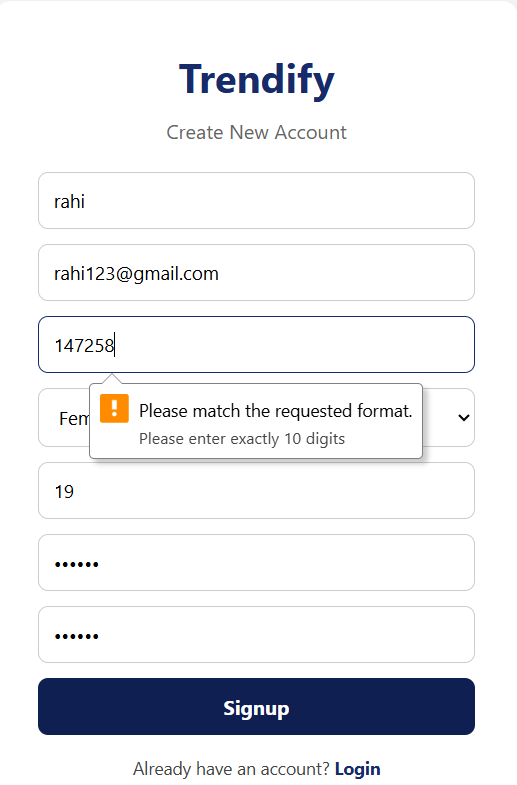 Trendify
Create New Account
rahi
rahi123@gmail.com
147258
Please match the requested format.
Please enter exactly 10 digits
Fem
19
••••••
••••••
Signup
Already have an account? Login